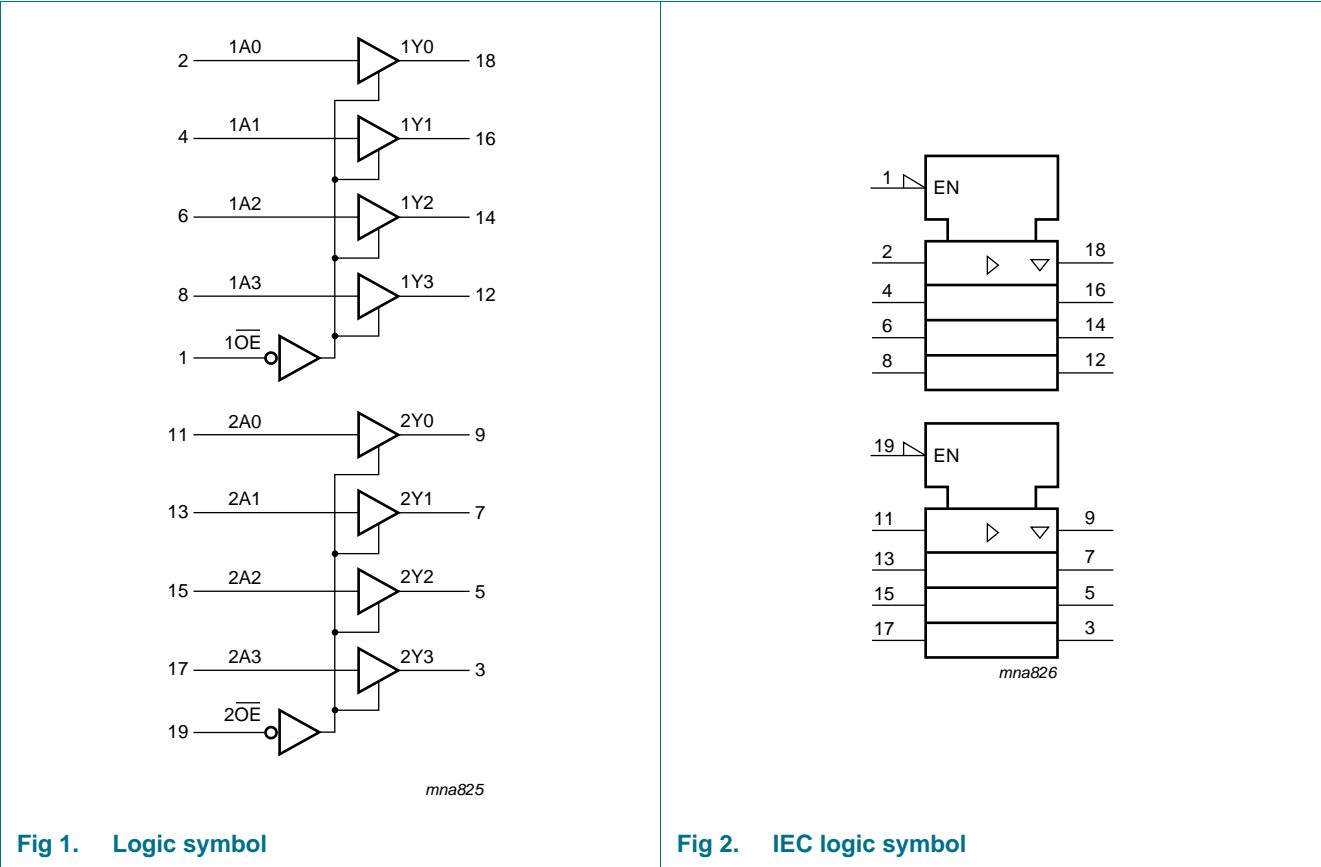 2 1A0 1Y0 18
4 1A1 1Y1 16
6 1A2 1Y2 14
8 1A3 1Y3 12
1 1O̅E̅
11 2A0 2Y0 9
13 2A1 2Y1 7
15 2A2 2Y2 5
17 2A3 2Y3 3
19 2O̅E̅
mna825
Fig 1. Logic symbol
1 EN
2 18
4 16
6 14
8 12
19 EN
11 9
13 7
15 5
17 3
mna826
Fig 2. IEC logic symbol